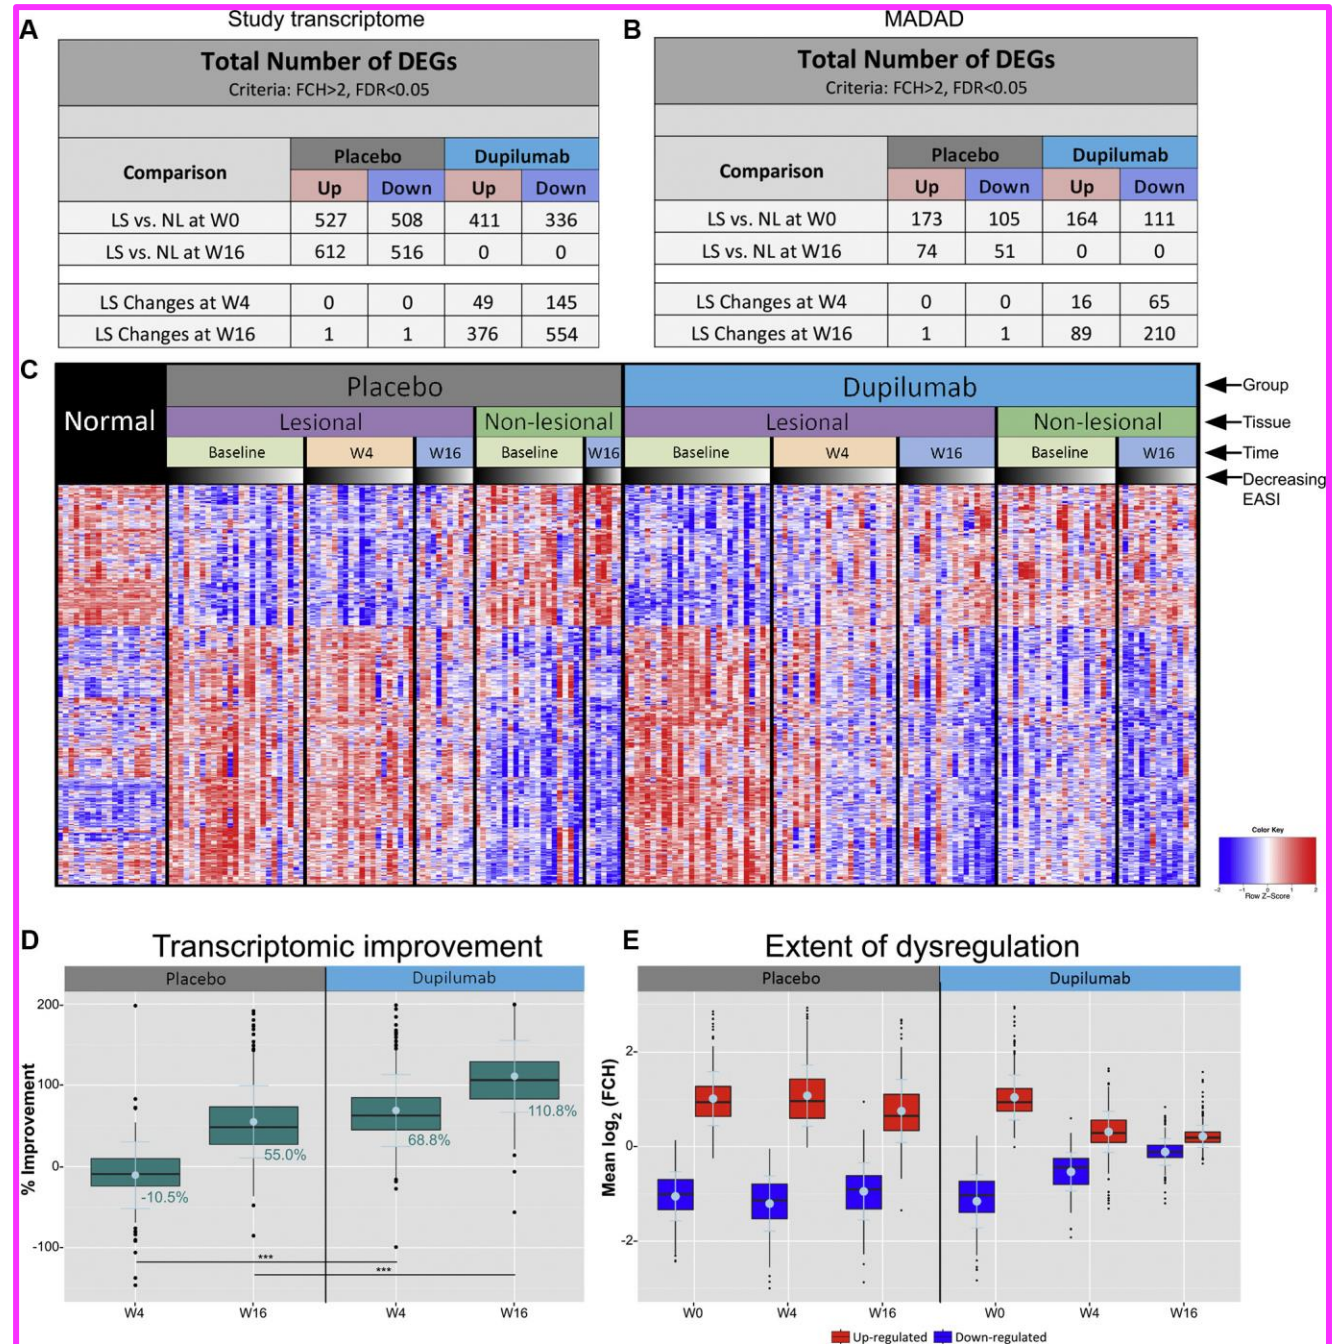 A Study transcriptome
Total Number of DEGs
Criteria: FCH>2, FDR<0.05
Comparison Placebo Dupilumab
Up Down Up Down
LS vs. NL at W0 527 508 411 336
LS vs. NL at W16 612 516 0 0
LS Changes at W4 0 0 49 145
LS Changes at W16 1 1 376 554
B MADAD
Total Number of DEGs
Criteria: FCH>2, FDR<0.05
Comparison Placebo Dupilumab
Up Down Up Down
LS vs. NL at W0 173 105 164 111
LS vs. NL at W16 74 51 0 0
LS Changes at W4 0 0 16 65
LS Changes at W16 1 1 89 210
C
Normal Placebo Dupilumab Group
Lesional Non-lesional Lesional Non-lesional Tissue
Baseline W4 W16 Baseline W16 Baseline W4 W16 Baseline W16 Time
Decreasing
EASI
Color Key
-2 -1 0 1 2
Row Z-Score
D Transcriptomic improvement
Placebo Dupilumab
% Improvement
200
100
0
-100
-10.5% 55.0% 68.8% 110.8%
***
***
W4 W16 W4 W16
E Extent of dysregulation
Placebo Dupilumab
Mean log2 (FCH)
2
0
-2
W0 W4 W16 W0 W4 W16
Up-regulated Down-regulated